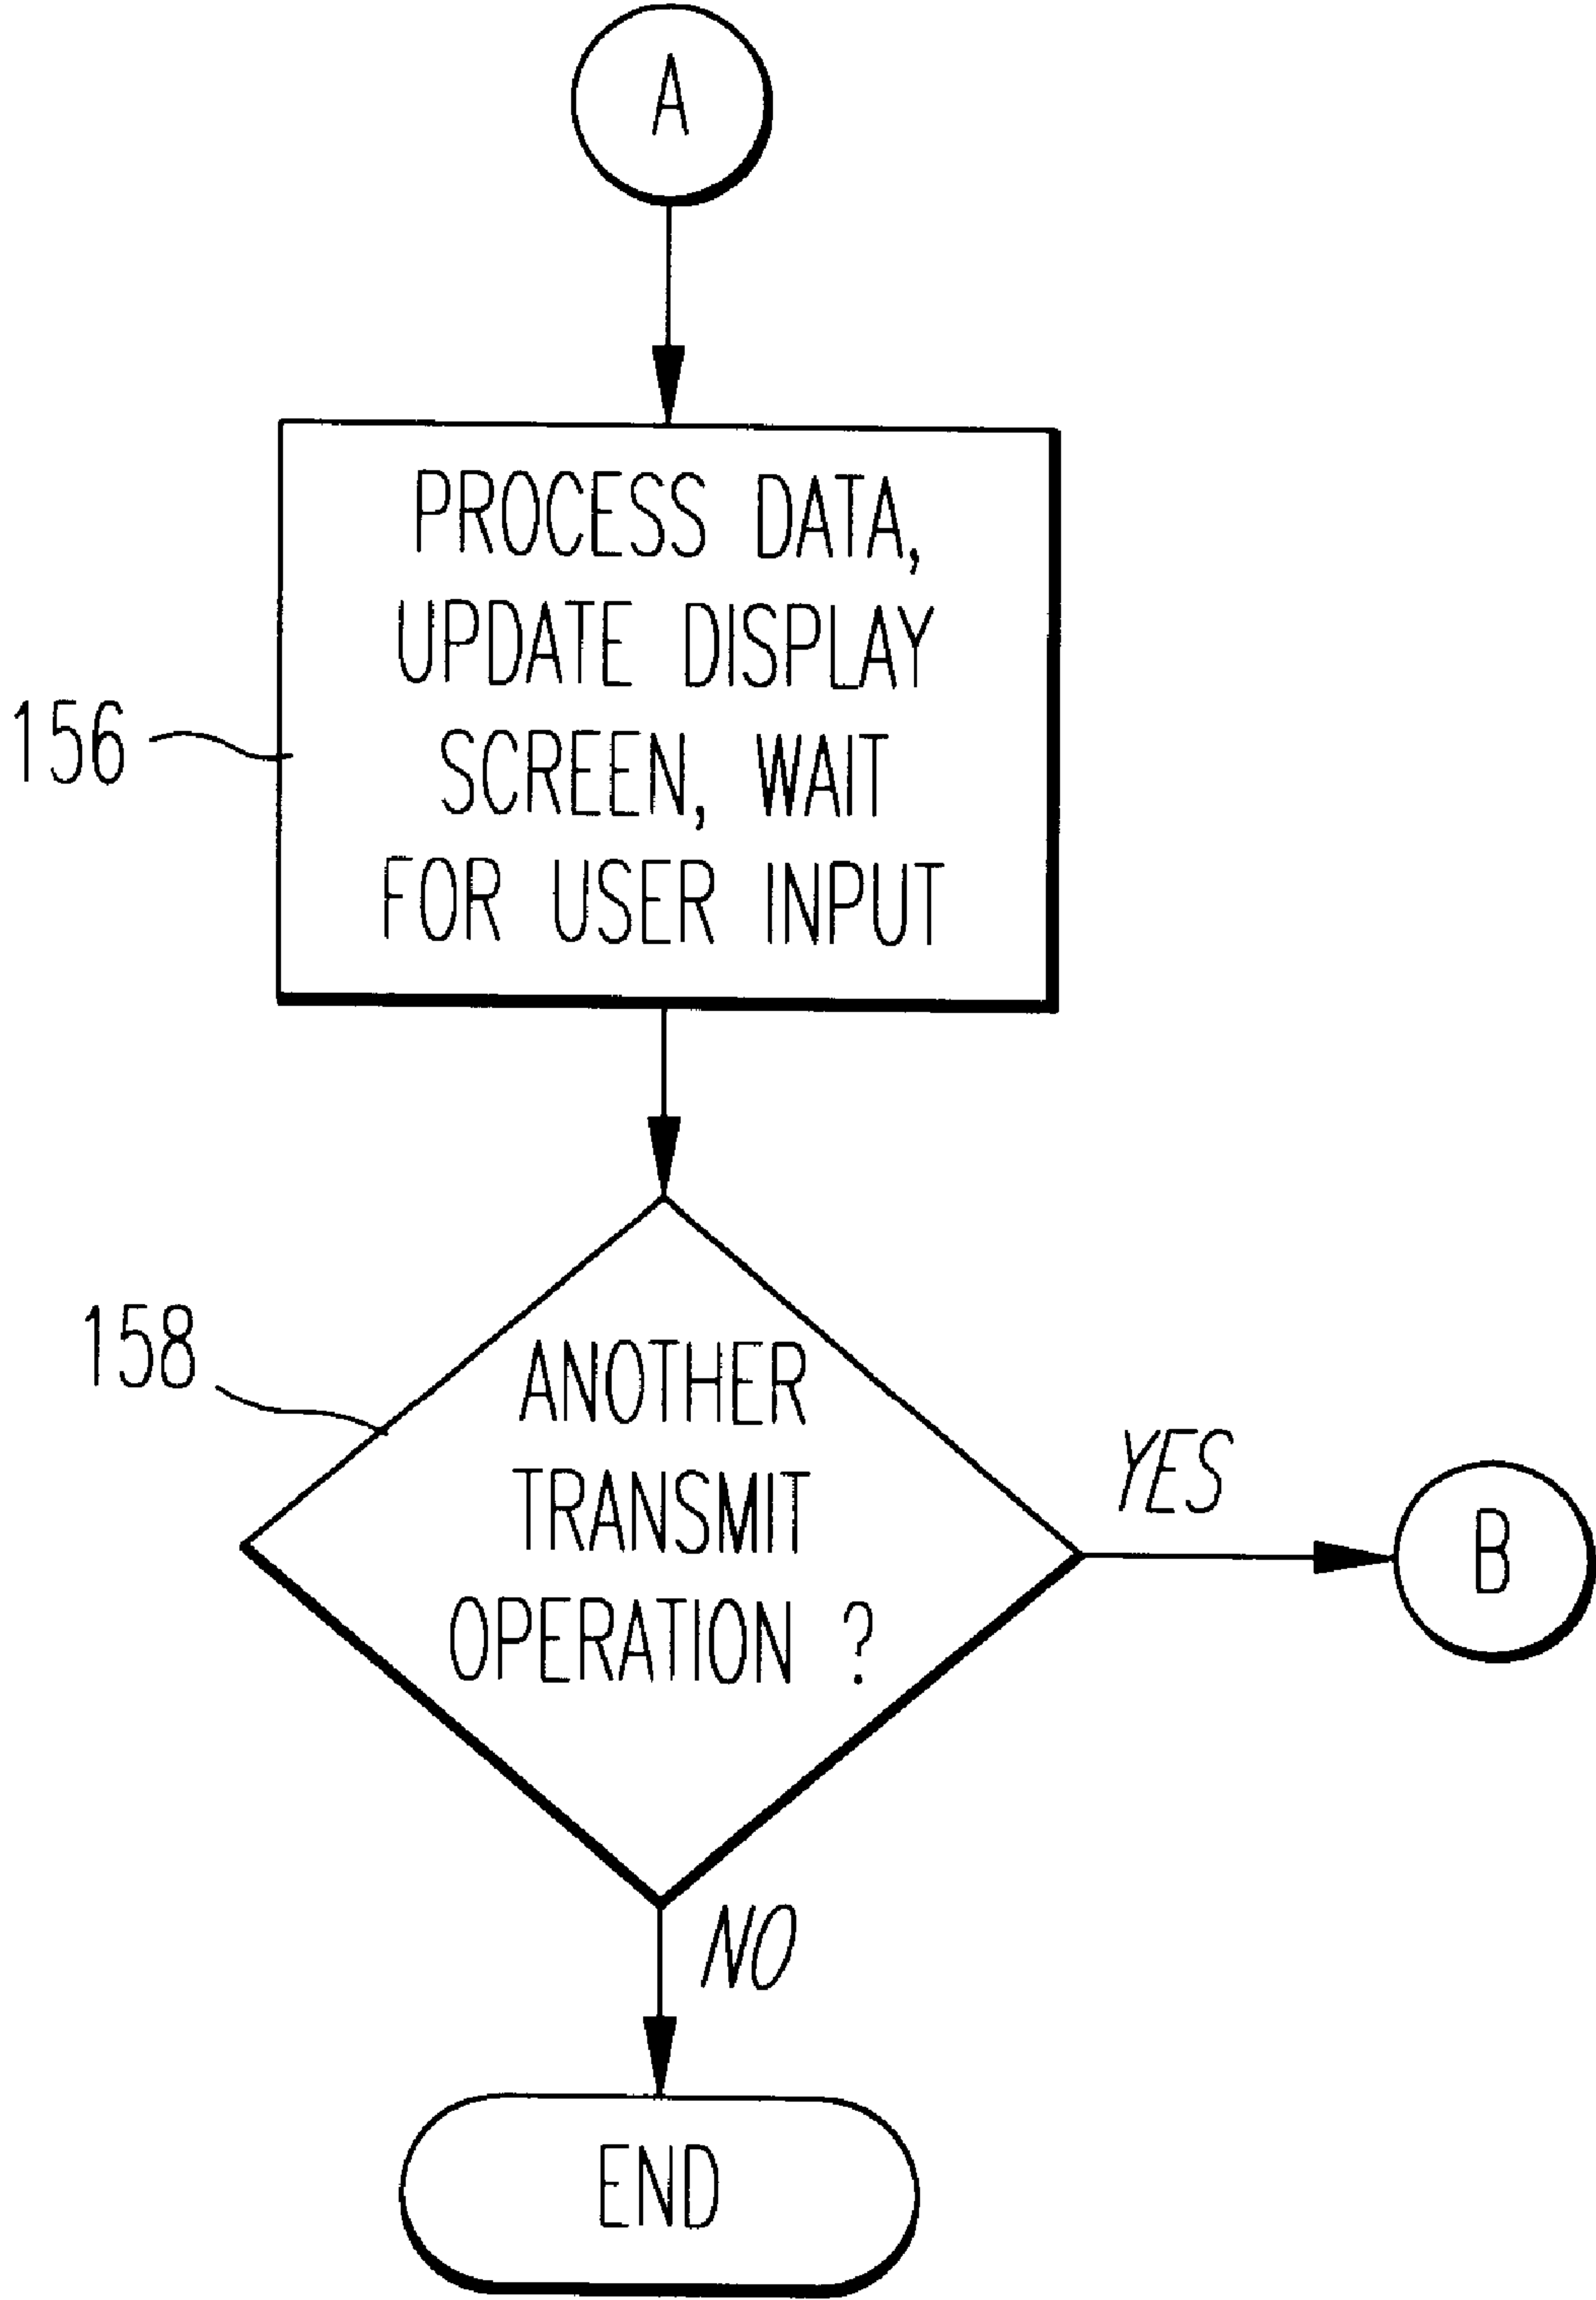 A
PROCESS DATA,
UPDATE DISPLAY
SCREEN, WAIT
FOR USER INPUT
156
158
ANOTHER
TRANSMIT
OPERATION ?
YES
B
NO
END